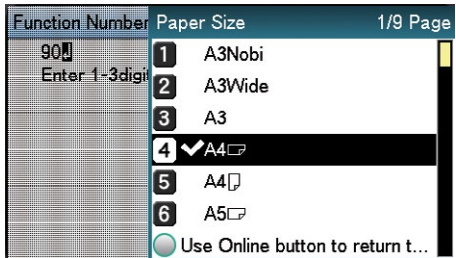 Function Number
90
Enter 1-3digi
Paper Size 1/9 Page
1 A3Nobi
2 A3Wide
3 A3
4 A4
5 A4
6 A5
Use Online button to return t...